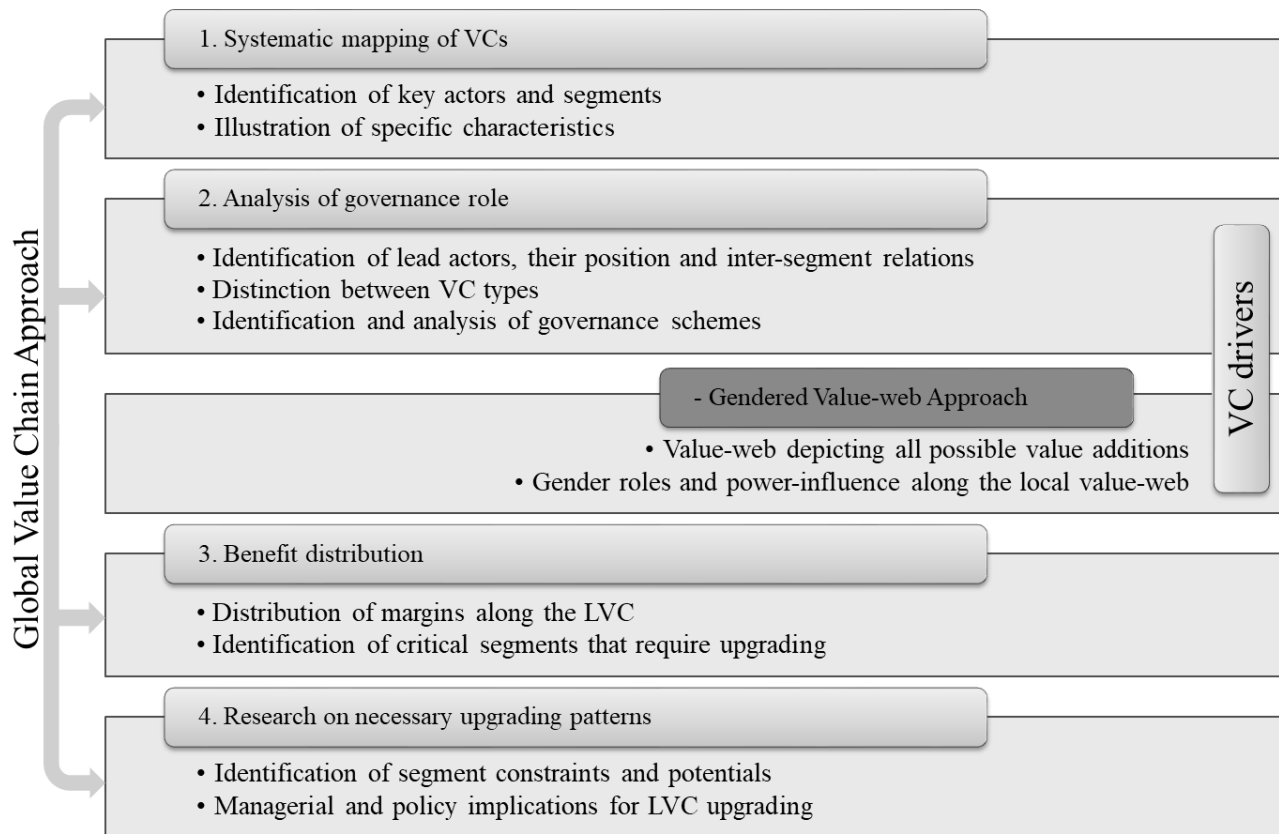 Global Value Chain Approach
1. Systematic mapping of VCs
• Identification of key actors and segments
• Illustration of specific characteristics
2. Analysis of governance role
• Identification of lead actors, their position and inter-segment relations
• Distinction between VC types
• Identification and analysis of governance schemes
VC drivers
- Gendered Value-web Approach
• Value-web depicting all possible value additions
• Gender roles and power-influence along the local value-web
3. Benefit distribution
• Distribution of margins along the LVC
• Identification of critical segments that require upgrading
4. Research on necessary upgrading patterns
• Identification of segment constraints and potentials
• Managerial and policy implications for LVC upgrading